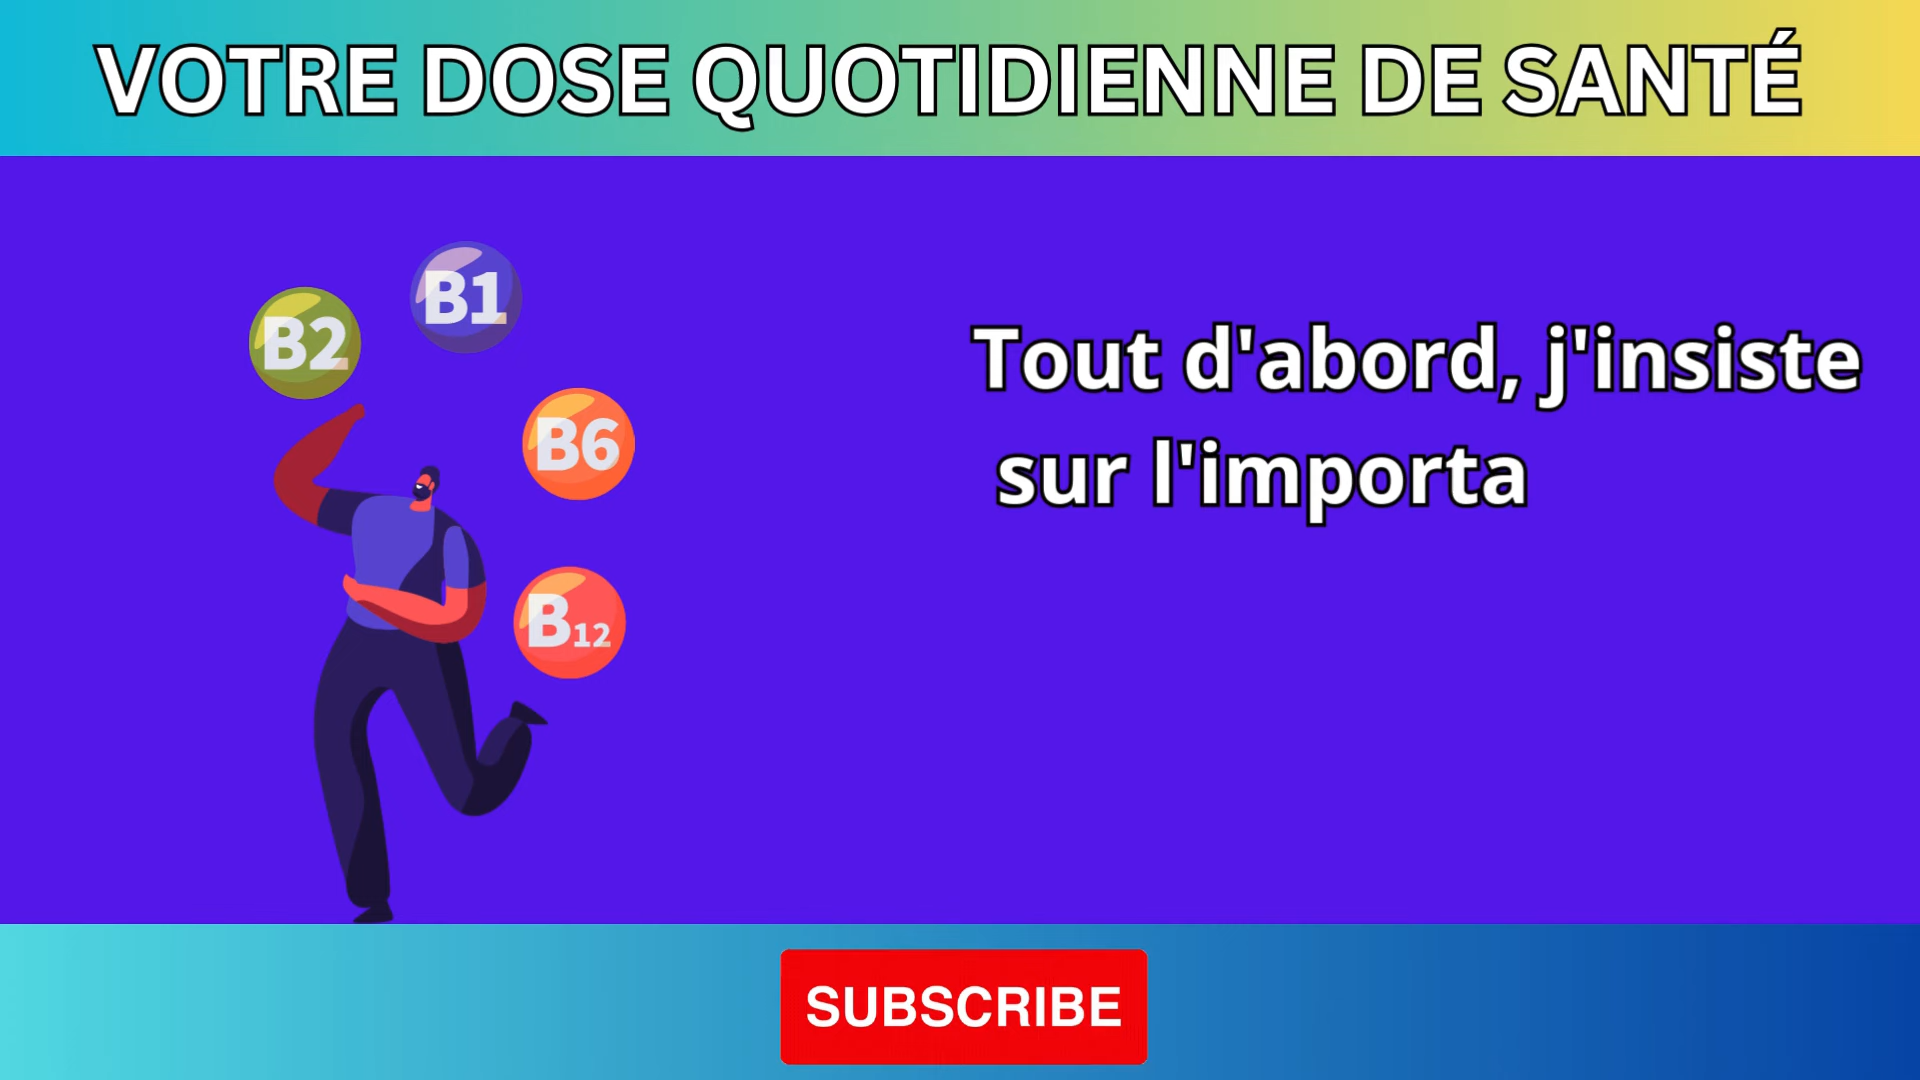 VOTRE DOSE QUOTIDIENNE DE SANTÉ
B1
B2
B6
B12
Tout d'abord, j'insiste
sur l'importa
SUBSCRIBE